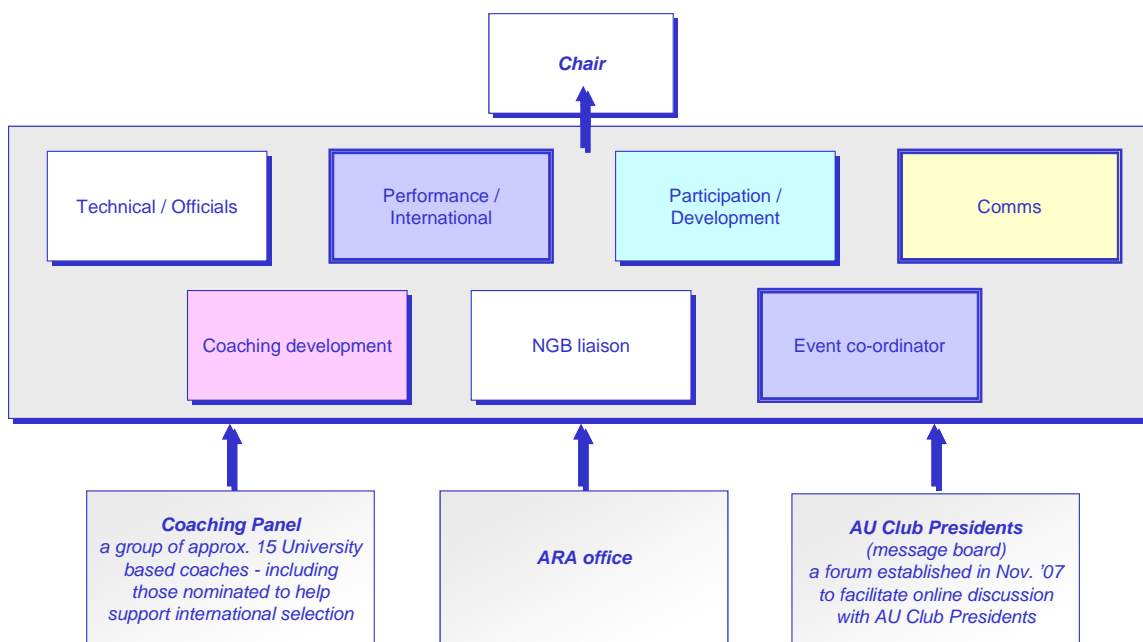 Chair
Technical / Officials
Performance /
International
Participation /
Development
Comms
Coaching development
NGB liaison
Event co-ordinator
Coaching Panel
a group of approx. 15 University
based coaches - including
those nominated to help
support international selection
ARA office
AU Club Presidents
(message board)
a forum established in Nov. '07
to facilitate online discussion
with AU Club Presidents